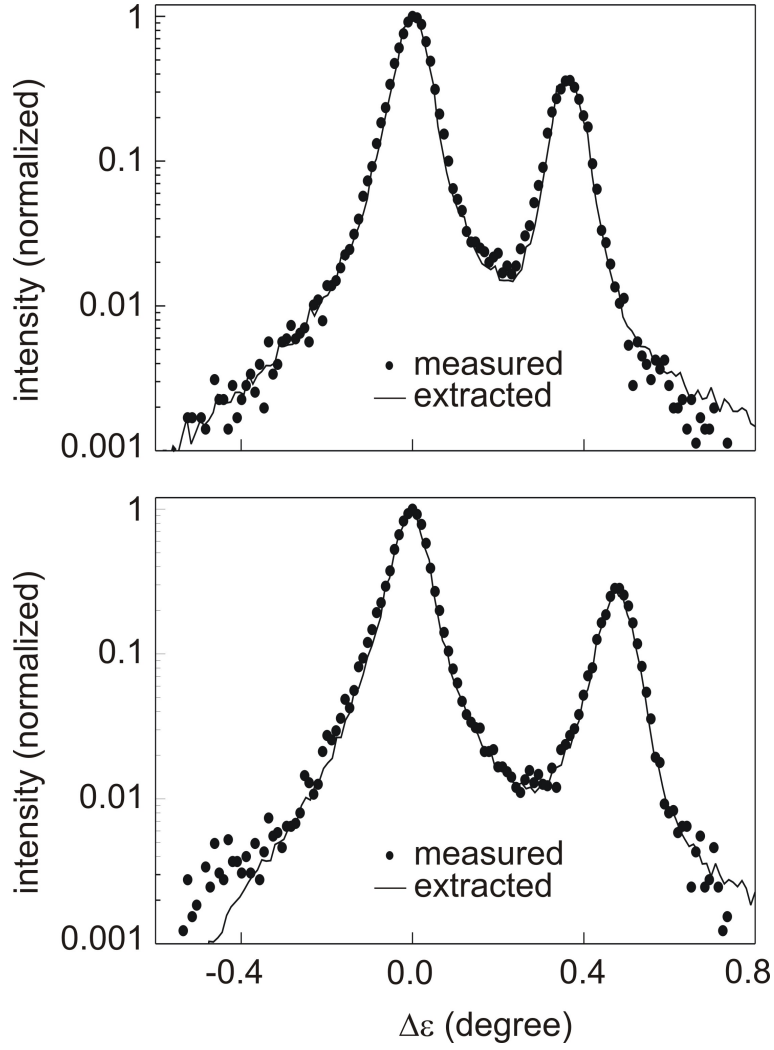 1
0.1
0.01
0.001
intensity (normalized)
measured
extracted
1
0.1
0.01
0.001
intensity (normalized)
measured
extracted
-0.4 0.0 0.4 0.8
Δε (degree)